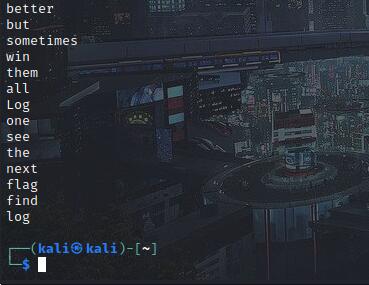 better
but
sometimes
win
them
all
Log
one
see
the
next
flag
find
log
┌──(kali㉿kali)-[~]
└─$